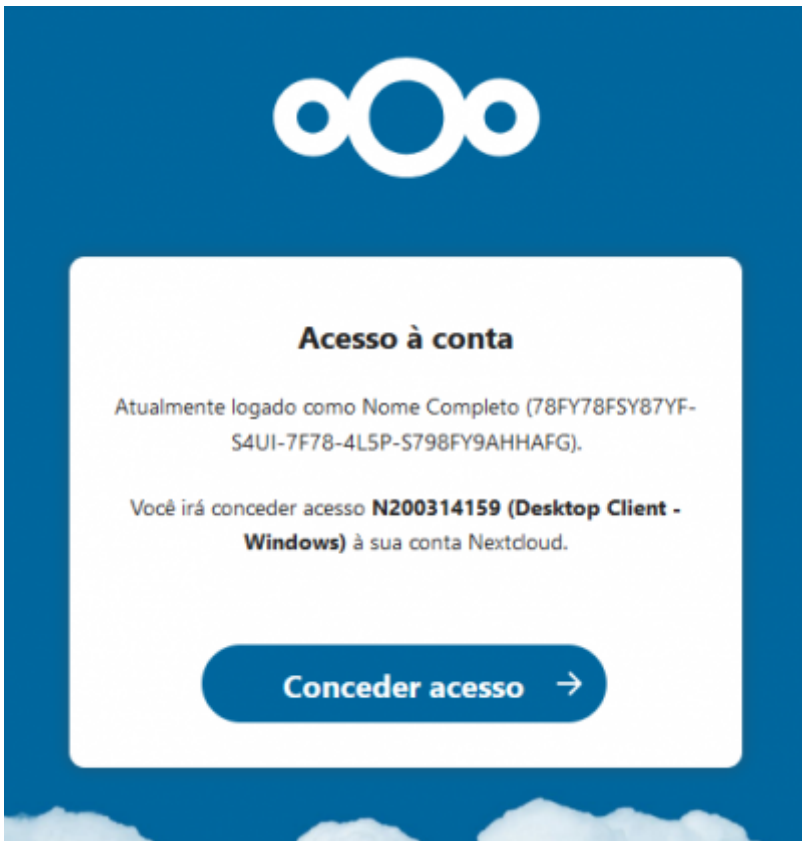 Acesso à conta
Atualmente logado como Nome Completo (78FY78FSY87YF-
S4UI-7F78-4L5P-S798FY9AHHAFG).
Você irá conceder acesso N200314159 (Desktop Client -
Windows) à sua conta Nextcloud.
Conceder acesso